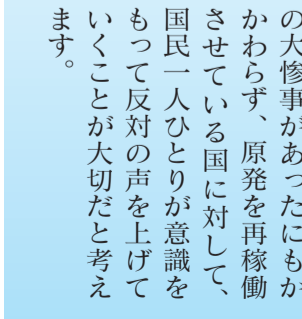 の大惨事があったにもか
かわらず、原発を再稼働
させている国に対して、
国民一人ひとりが意識を
もって反対の声を上げて
いくことが大切だと考え
ます。